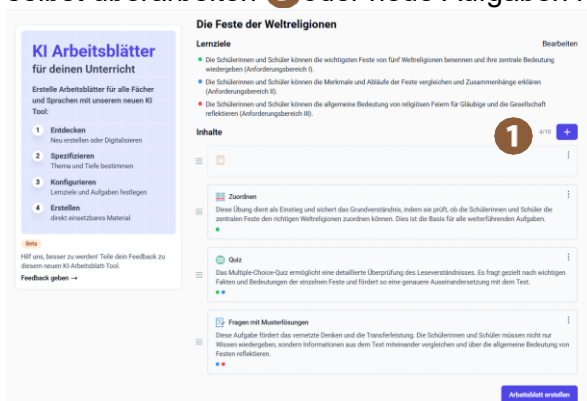 Die Feste der Weltreligionen
KI Arbeitsblätter
für deinen Unterricht
Erstelle Arbeitsblätter für alle Fächer
und Sprachen mit unserem neuen KI
Tool:
1 Entdecken
Neu erstellen oder Digitalisieren
2 Spezifizieren
Thema und Tiefe bestimmen
3 Konfigurieren
Lernziele und Aufgaben festlegen
4 Erstellen
direkt einsetzbares Material
Beta
Hilf uns, besser zu werden! Teile dein Feedback zu
diesem neuen KI-Arbeitsblatt-Tool.
Feedback geben →
Lernziele
Bearbeiten
Die Schülerinnen und Schüler können die wichtigsten Feste von fünf Weltreligionen benennen und ihre zentrale Bedeutung
wiedergeben (Anforderungsbereich I).
Die Schülerinnen und Schüler können die Merkmale und Abläufe der Feste vergleichen und Zusammenhänge erklären
(Anforderungsbereich II).
Die Schülerinnen und Schüler können die allgemeine Bedeutung von religiösen Feiern für Gläubige und die Gesellschaft
reflektieren (Anforderungsbereich III).
Inhalte
1
4/10 +
Zuordnen
Diese Übung dient als Einstieg und sichert das Grundverständnis, indem sie prüft, ob die Schülerinnen und Schüler die
zentralen Feste den richtigen Weltreligionen zuordnen können. Dies ist die Basis für alle weiterführenden Aufgaben.
Quiz
Das Multiple-Choice-Quiz ermöglicht eine detaillierte Überprüfung des Leseverständnisses. Es fragt gezielt nach wichtigen
Fakten und Bedeutungen der einzelnen Feste und fördert so eine genauere Auseinandersetzung mit dem Text.
Fragen mit Musterlösungen
Diese Aufgabe fördert das vernetzte Denken und die Transferleistung. Die Schülerinnen und Schüler müssen nicht nur
Wissen wiedergeben, sondern Informationen aus dem Text miteinander vergleichen und über die allgemeine Bedeutung von
Festen reflektieren.
Arbeitsblatt erstellen